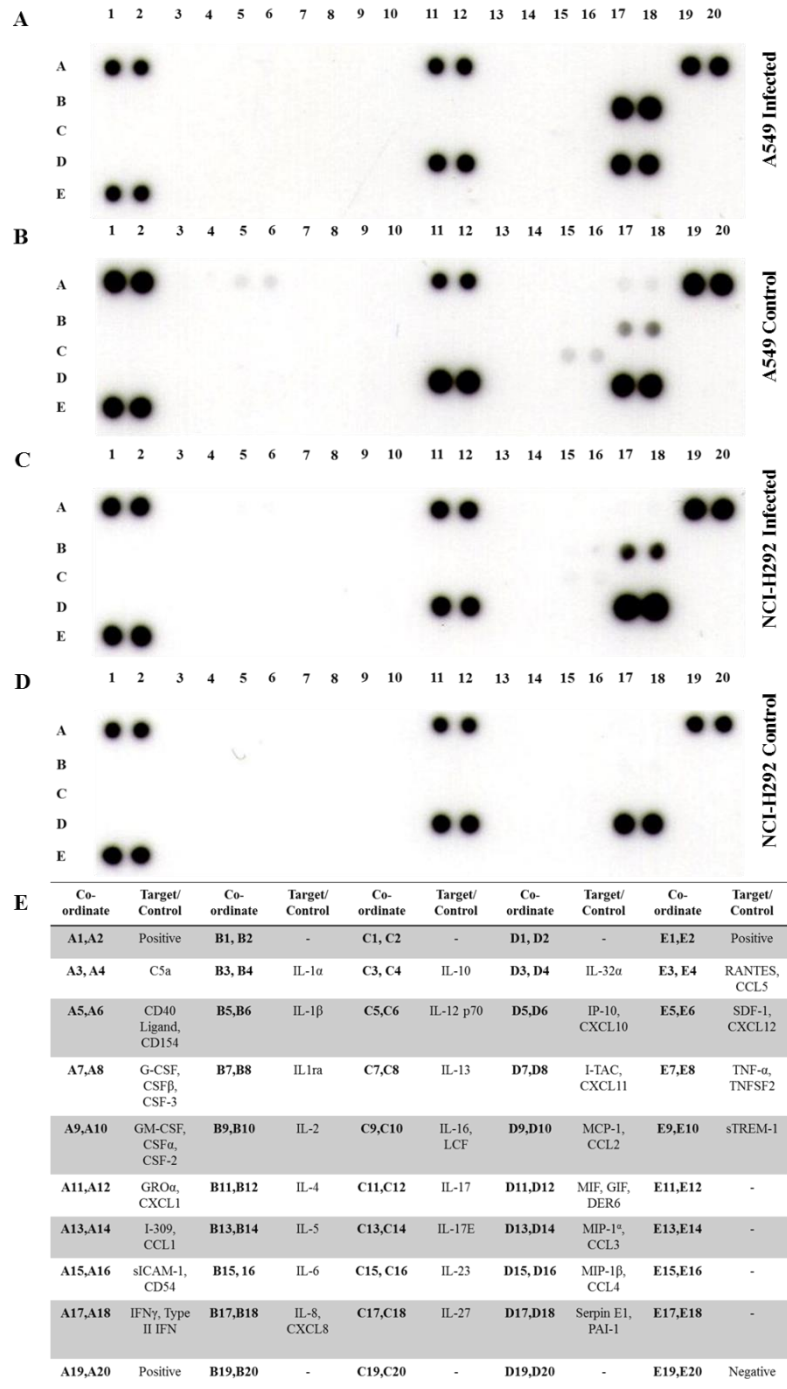 A
1 2 3 4 5 6 7 8 9 10 11 12 13 14 15 16 17 18 19 20
A
B
C
D
E
A549 Infected
B
1 2 3 4 5 6 7 8 9 10 11 12 13 14 15 16 17 18 19 20
A
B
C
D
E
A549 Control
C
1 2 3 4 5 6 7 8 9 10 11 12 13 14 15 16 17 18 19 20
A
B
C
D
E
NCI-H292 Infected
D
1 2 3 4 5 6 7 8 9 10 11 12 13 14 15 16 17 18 19 20
A
B
C
D
E
NCI-H292 Control
E
Co- Target/ Co- Target/ Co- Target/ Co- Target/ Co- Target/
ordinate Control ordinate Control ordinate Control ordinate Control ordinate Control
A1,A2 Positive B1, B2 - C1, C2 - D1, D2 - E1,E2 Positive
A3, A4 C5a B3, B4 IL-1α C3, C4 IL-10 D3, D4 IL-32α E3, E4 RANTES,
CCL5
A5,A6 CD40 B5,B6 IL-1β C5,C6 IL-12 p70 D5,D6 IP-10, E5,E6 SDF-1,
Ligand, CXCL10 CXCL12
CD154
A7,A8 G-CSF, B7,B8 IL1ra C7,C8 IL-13 D7,D8 I-TAC, E7,E8 TNF-α,
CSFβ, CXCL11 TNFSF2
CSF-3
A9,A10 GM-CSF, B9,B10 IL-2 C9,C10 IL-16, D9,D10 MCP-1, E9,E10 sTREM-1
CSFα, LCF CCL2
CSF-2
A11,A12 GROα, B11,B12 IL-4 C11,C12 IL-17 D11,D12 MIF, GIF, E11,E12 -
CXCL1 DER6
A13,A14 I-309, B13,B14 IL-5 C13,C14 IL-17E D13,D14 MIP-1ᵅ, E13,E14 -
CCL1 CCL3
A15,A16 sICAM-1, B15, 16 IL-6 C15, C16 IL-23 D15, D16 MIP-1β, E15,E16 -
CD54 CCL4
A17,A18 IFNγ, Type B17,B18 IL-8, C17,C18 IL-27 D17,D18 Serpin E1, E17,E18 -
II IFN CXCL8 PAI-1
A19,A20 Positive B19,B20 - C19,C20 - D19,D20 - E19,E20 Negative